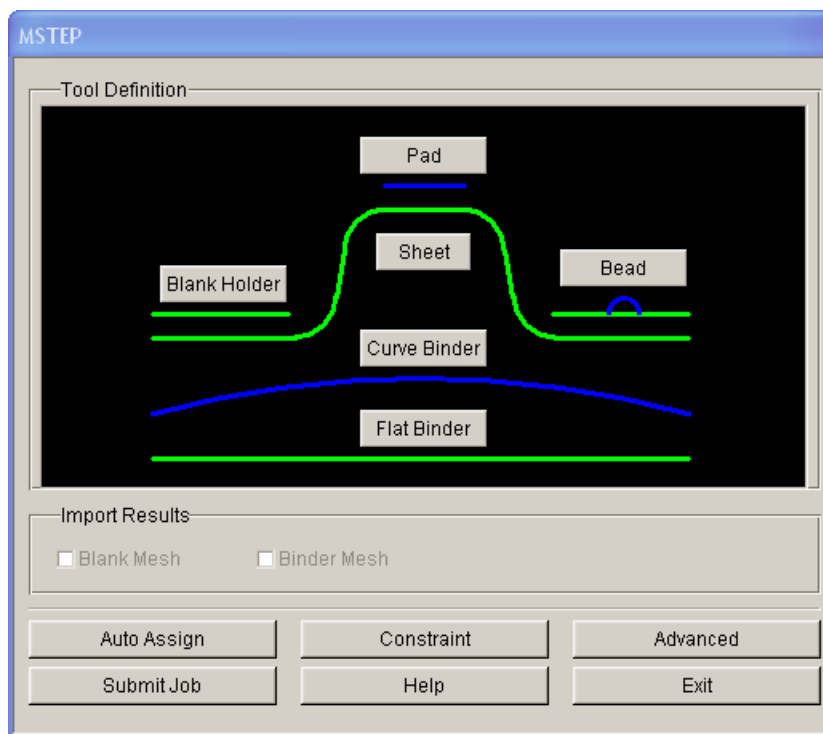 MSTEP
Tool Definition
Pad
Sheet
Blank Holder
Bead
Curve Binder
Flat Binder
Import Results
Blank Mesh Binder Mesh
Auto Assign Constraint Advanced
Submit Job Help Exit